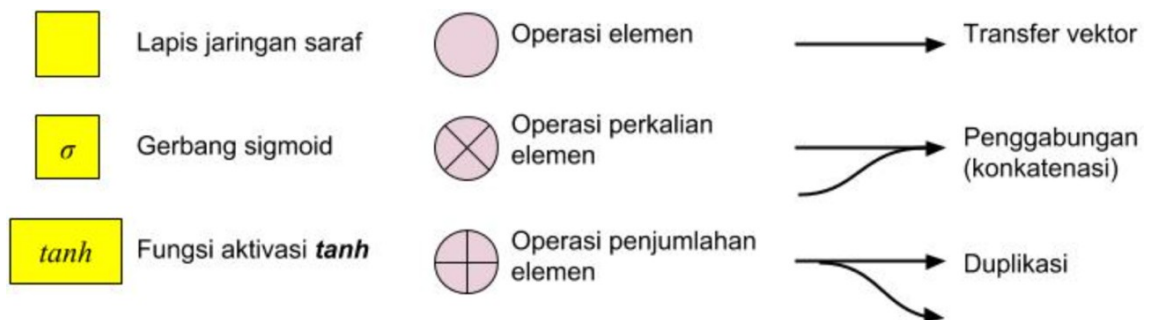 Lapis jaringan saraf
Operasi elemen
Transfer vektor
σ
Gerbang sigmoid
Operasi perkalian
elemen
Penggabungan
(konkatenasi)
tanh
Fungsi aktivasi tanh
Operasi penjumlahan
elemen
Duplikasi